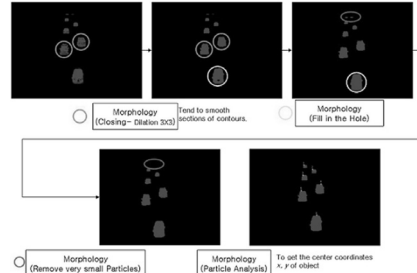 Morphology
(Closing- Dilation 3X3)
Tend to smooth
sections of contours.
Morphology
(Fill in the Hole)
Morphology
(Remove very small Particles)
Morphology
(Particle Analysis)
To get the center coordinates
x, y of object